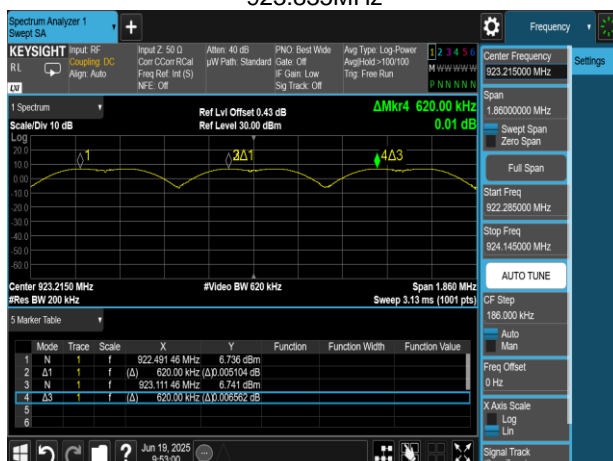 Spectrum Analyzer 1
Swept SA
+
Frequency
KEYSIGHT Input: RF Input Z: 50 Ω Atten: 40 dB PNO: Best Wide Avg Type: Log-Power 1 2 3 4 5 6
RL Coupling: DC Corr CCorr RCal µW Path: Standard Gate: Off Avg|Hold:>100/100 M W W W W W
Align: Auto Freq Ref: Int (S) IF Gain: Low Trig: Free Run
NFE: Off Sig Track: Off P N N N N N
LXI
1 Spectrum
Scale/Div 10 dB
Ref Lvl Offset 0.43 dB
Ref Level 30.00 dBm
ΔMkr4 620.00 kHz
0.01 dB
Log
20.0
10.0
0.00
-10.0
-20.0
-30.0
-40.0
-50.0
-60.0
1
2Δ1
4Δ3
Center 923.2150 MHz #Video BW 620 kHz Span 1.860 MHz
#Res BW 200 kHz Sweep 3.13 ms (1001 pts)
5 Marker Table
Mode Trace Scale X Y Function Function Width Function Value
1 N 1 f 922.491 46 MHz 6.736 dBm
2 Δ1 1 f (Δ) 620.00 kHz (Δ) 0.005104 dB
3 N 1 f 923.111 46 MHz 6.741 dBm
4 Δ3 1 f (Δ) 620.00 kHz (Δ) 0.006562 dB
5
6
Jun 19, 2025
9:53:00
?
Center Frequency
923.215000 MHz
Settings
Span
1.86000000 MHz
Swept Span
Zero Span
Full Span
Start Freq
922.285000 MHz
Stop Freq
924.145000 MHz
AUTO TUNE
CF Step
186.000 kHz
Auto
Man
Freq Offset
0 Hz
X Axis Scale
Log
Lin
Signal Track